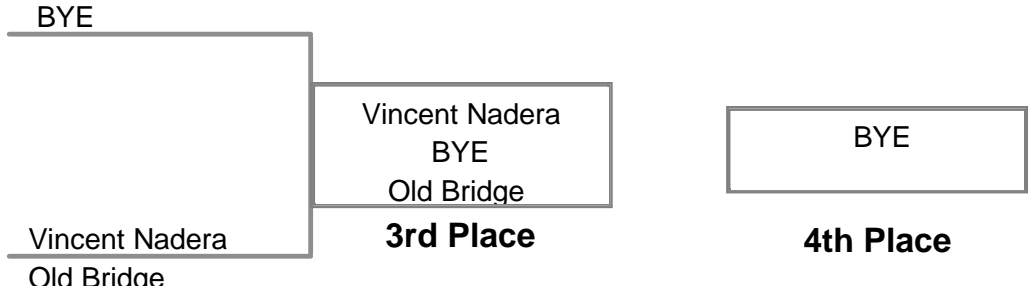 BYE
Vincent Nadera
BYE
Old Bridge
3rd Place
BYE
4th Place
Vincent Nadera
Old Bridge